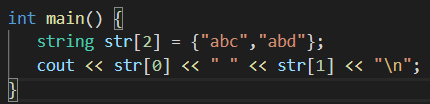 int main() {
    string str[2] = {"abc","abd"};
    cout << str[0] << " " << str[1] << "\n";
}